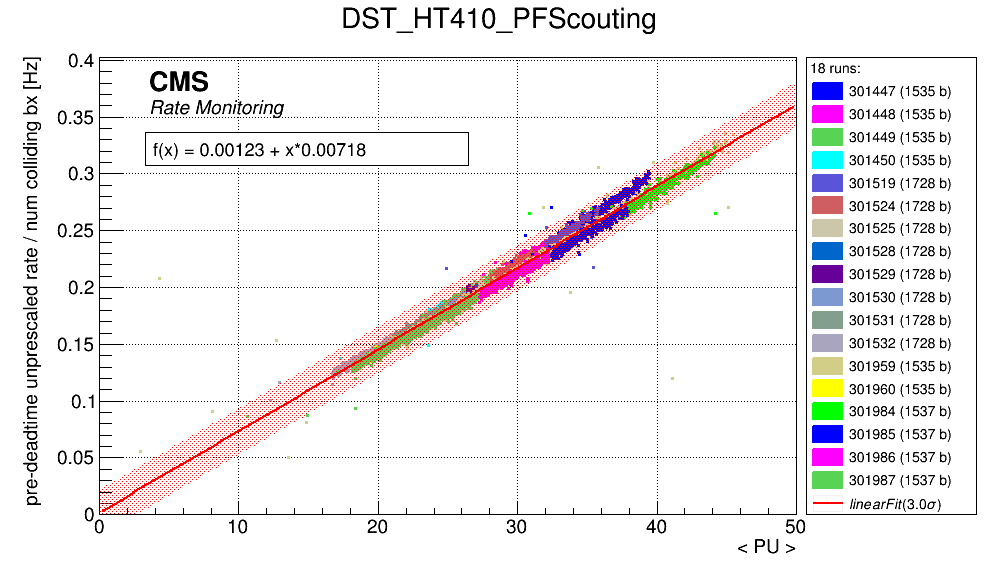 DST_HT410_PFScouting
pre-deadtime unprescaled rate / num colliding bx [Hz]
0.4
0.35
0.3
0.25
0.2
0.15
0.1
0.05
0
CMS
Rate Monitoring
f(x) = 0.00123 + x*0.00718
0
10
20
30
40
50
< PU >
18 runs:
301447 (1535 b)
301448 (1535 b)
301449 (1535 b)
301450 (1535 b)
301519 (1728 b)
301524 (1728 b)
301525 (1728 b)
301528 (1728 b)
301529 (1728 b)
301530 (1728 b)
301531 (1728 b)
301532 (1728 b)
301959 (1535 b)
301960 (1535 b)
301984 (1537 b)
301985 (1537 b)
301986 (1537 b)
301987 (1537 b)
linearFit(3.0σ)